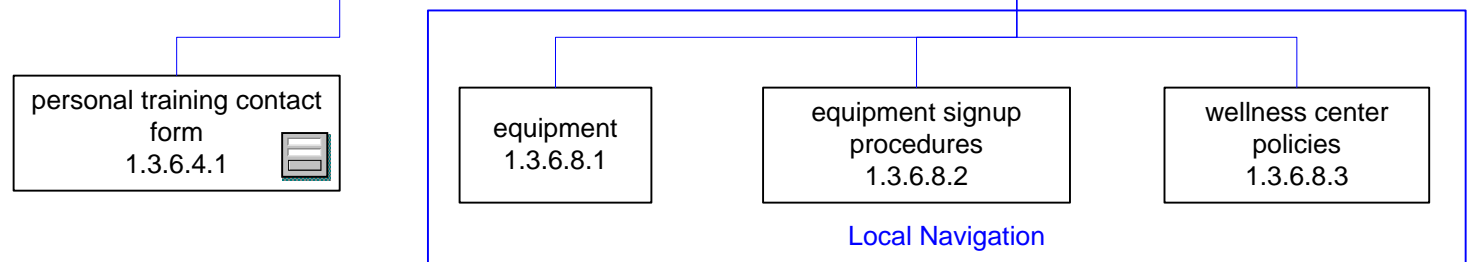 personal training contact
form
1.3.6.4.1
equipment
1.3.6.8.1
equipment signup
procedures
1.3.6.8.2
wellness center
policies
1.3.6.8.3
Local Navigation